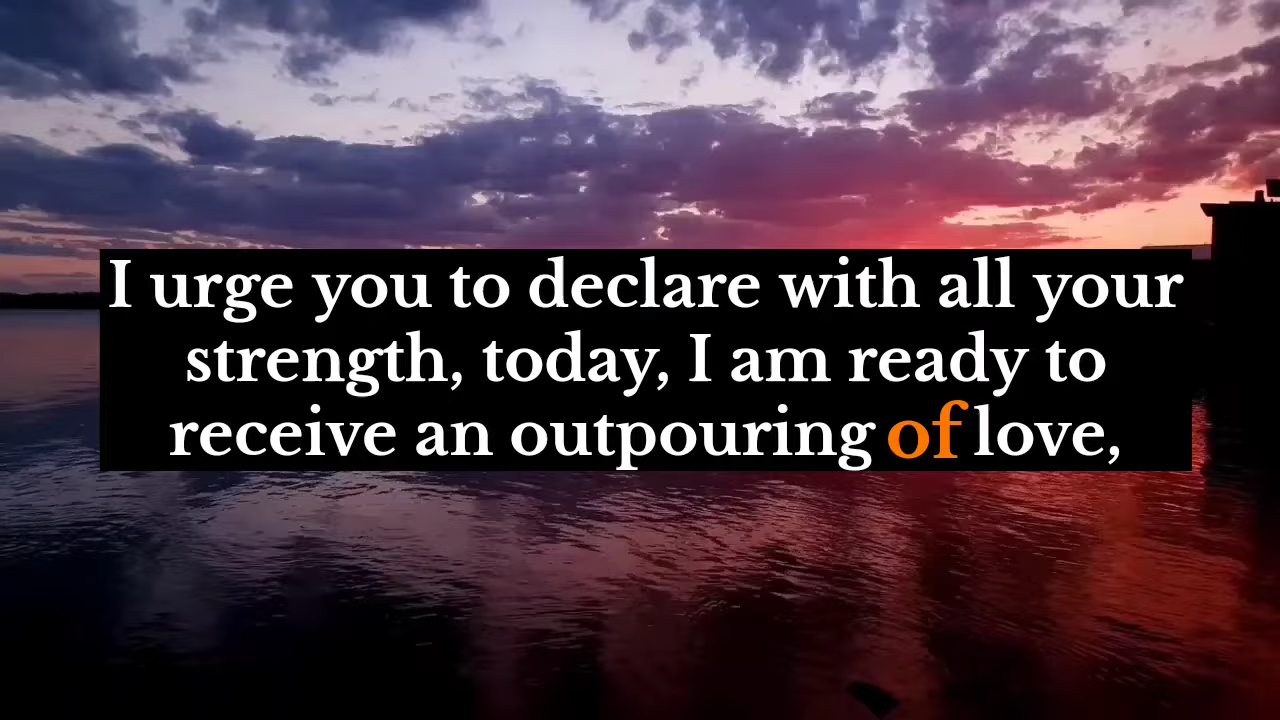 I urge you to declare with all your
strength, today, I am ready to
receive an outpouring of love,